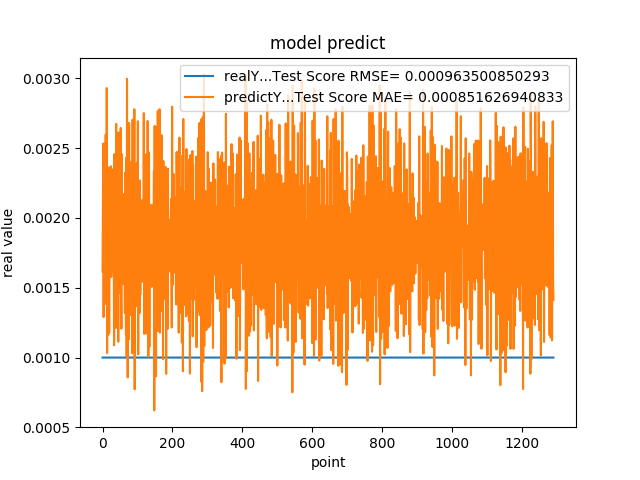 model predict
realY...Test Score RMSE= 0.000963500850293
predictY...Test Score MAE= 0.000851626940833
0.0030
0.0025
0.0020
0.0015
0.0010
0.0005
real value
0 200 400 600 800 1000 1200
point